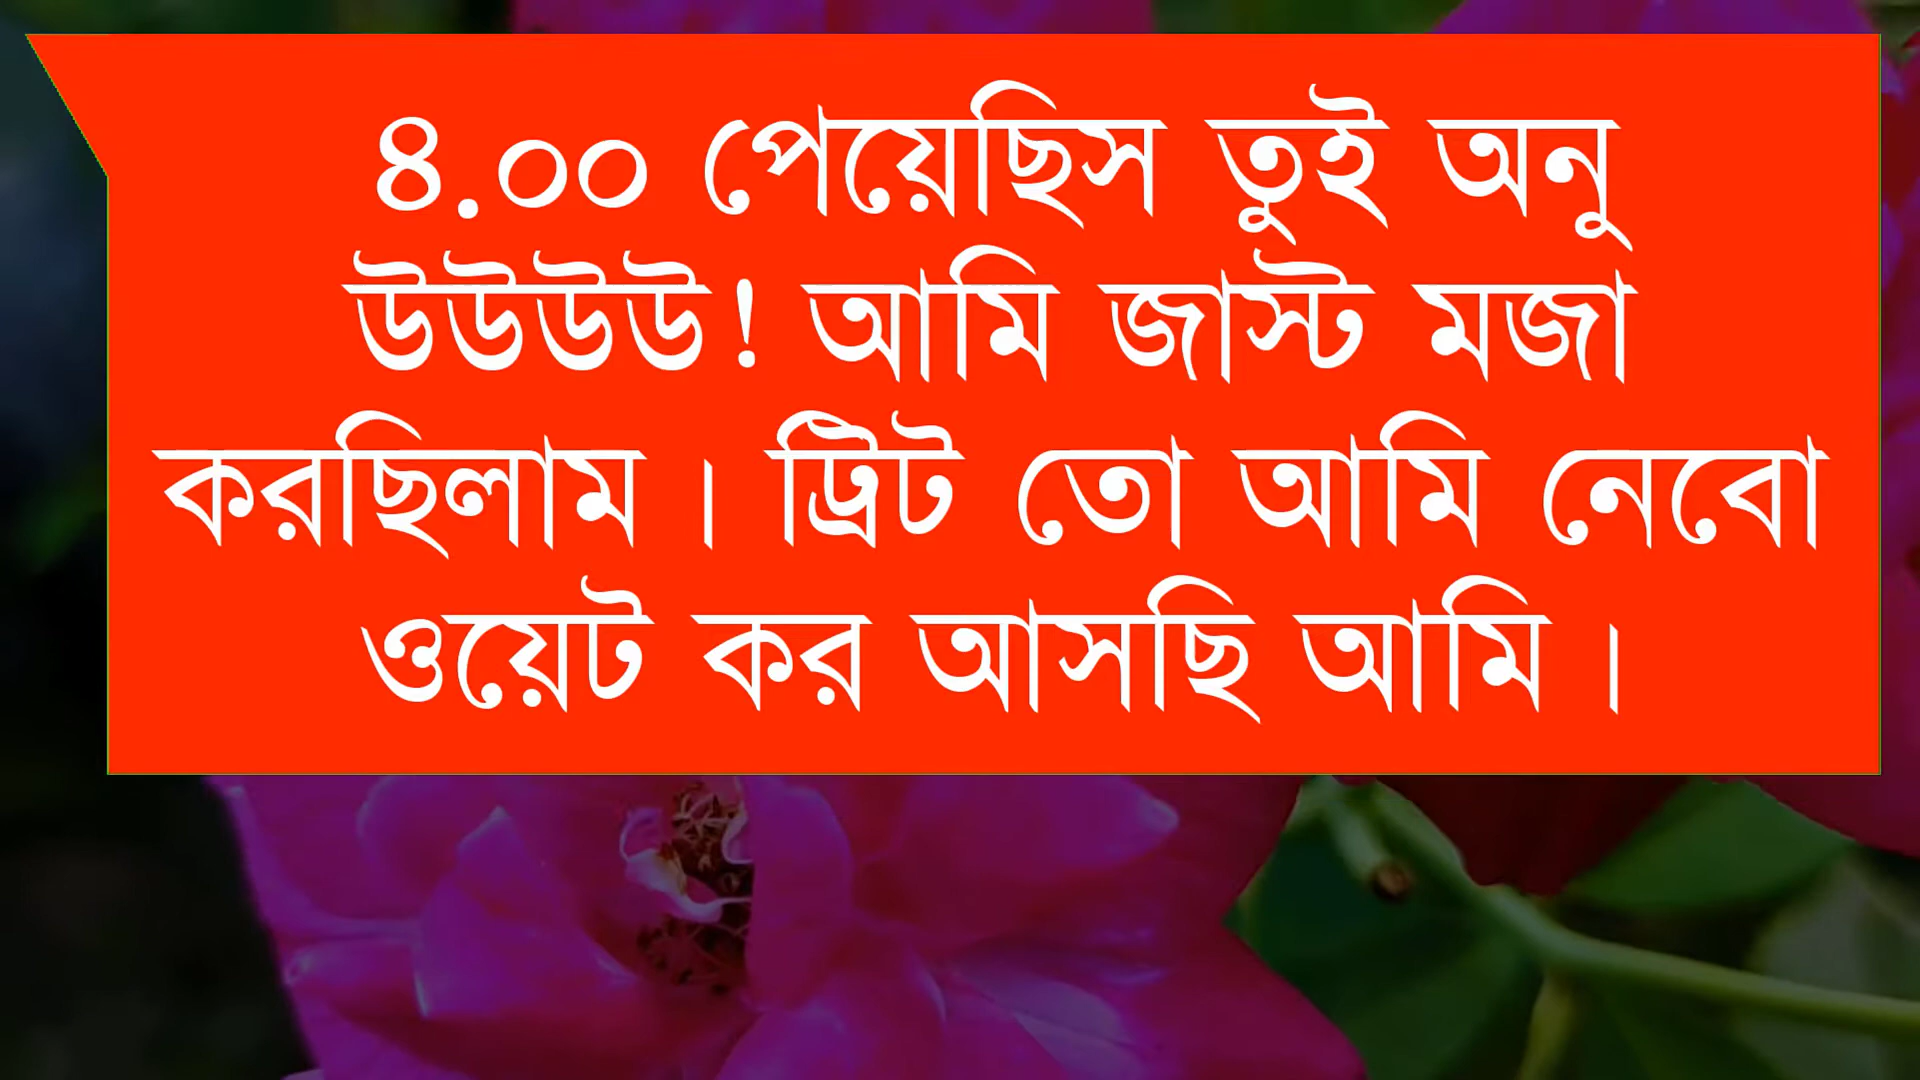 ৪.০০ পেয়েছিস তুই অনু
উউউউ! আমি জাস্ট মজা
করছিলাম। ট্রিট তো আমি নেবো
ওয়েট কর আসছি আমি।